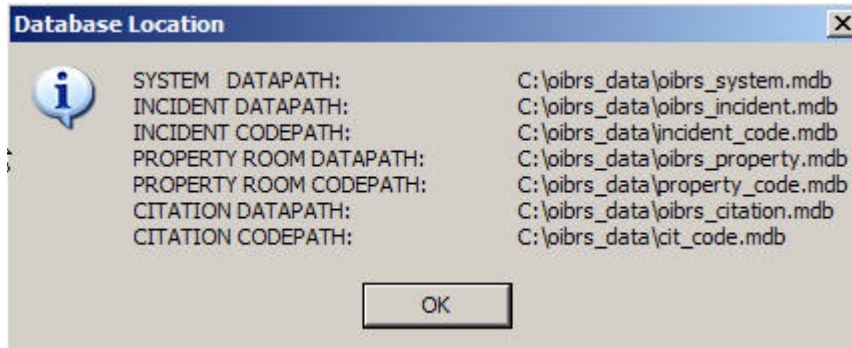 Database Location
SYSTEM DATAPATH: C:\oibrs_data\oibrs_system.mdb
INCIDENT DATAPATH: C:\oibrs_data\oibrs_incident.mdb
INCIDENT CODEPATH: C:\oibrs_data\incident_code.mdb
PROPERTY ROOM DATAPATH: C:\oibrs_data\oibrs_property.mdb
PROPERTY ROOM CODEPATH: C:\oibrs_data\property_code.mdb
CITATION DATAPATH: C:\oibrs_data\oibrs_citation.mdb
CITATION CODEPATH: C:\oibrs_data\cit_code.mdb
OK